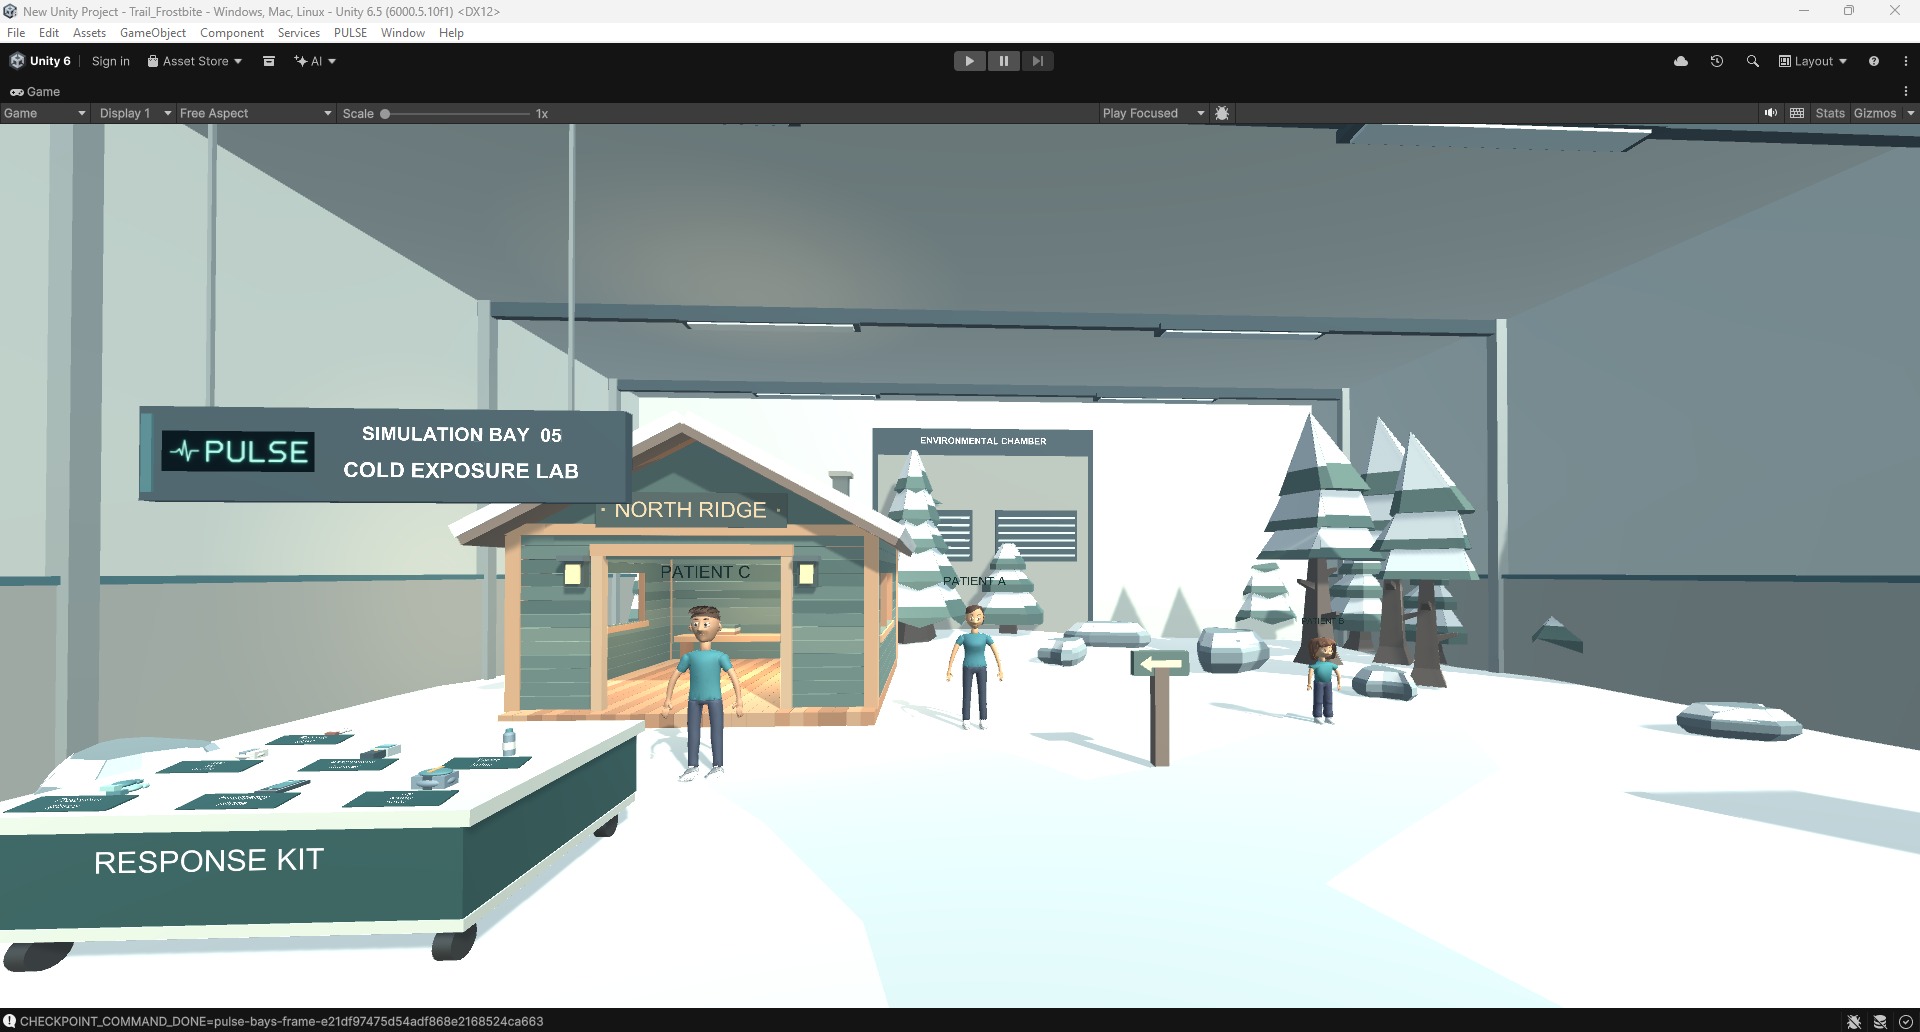 New Unity Project - Trail_Frostbite - Windows, Mac, Linux - Unity 6.5 (6000.5.10f1) <DX12>
File Edit Assets GameObject Component Services PULSE Window Help
Unity 6 Sign in Asset Store AI Layout
Game
Game Display 1 Free Aspect Scale 1x Play Focused Stats Gizmos
PULSE
SIMULATION BAY 05
COLD EXPOSURE LAB
ENVIRONMENTAL CHAMBER
· NORTH RIDGE ·
PATIENT C
PATIENT A
PATIENT B
RESPONSE KIT
CHECKPOINT_COMMAND_DONE=pulse-bays-frame-e21df97475d54adf868e2168524ca663